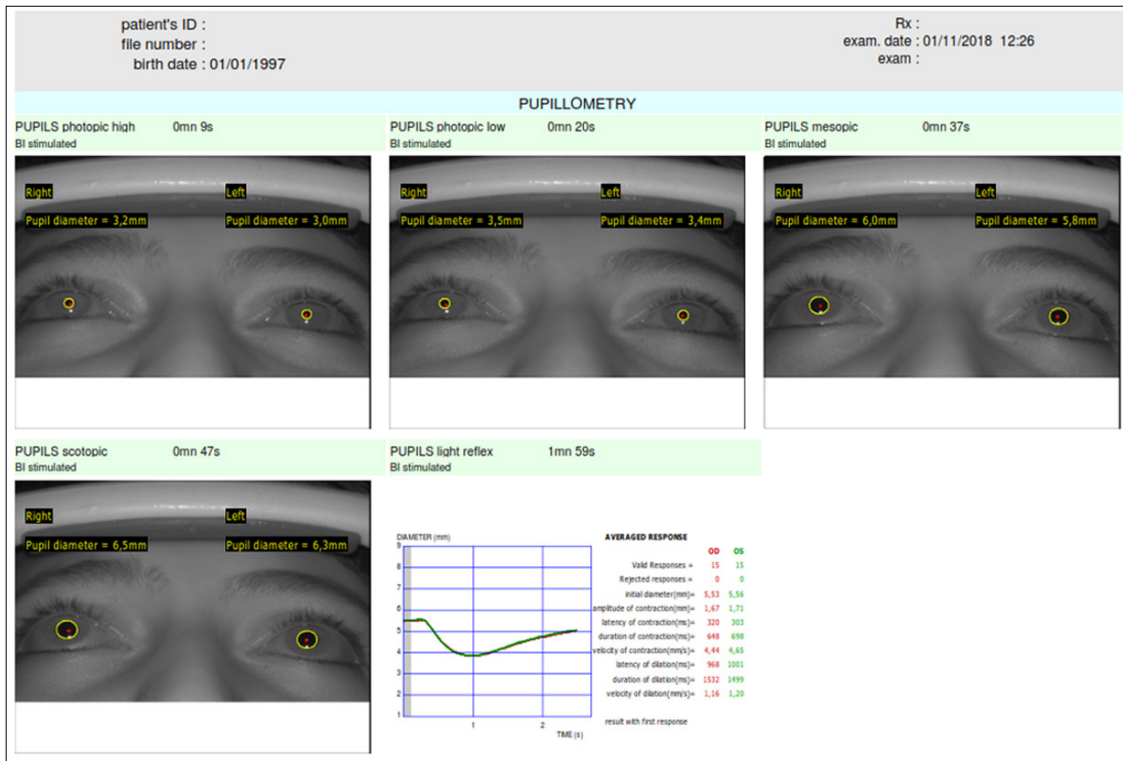 patient's ID :
file number :
birth date : 01/01/1997
Rx :
exam. date : 01/11/2018 12:26
exam :
PUPILLOMETRY
PUPILS photopic high 0mn 9s
BI stimulated
Right Left
Pupil diameter = 3,2mm Pupil diameter = 3,0mm
PUPILS photopic low 0mn 20s
BI stimulated
Right Left
Pupil diameter = 3,5mm Pupil diameter = 3,4mm
PUPILS mesopic 0mn 37s
BI stimulated
Right Left
Pupil diameter = 6,0mm Pupil diameter = 5,8mm
PUPILS scotopic 0mn 47s
BI stimulated
Right Left
Pupil diameter = 6,5mm Pupil diameter = 6,3mm
PUPILS light reflex 1mn 59s
BI stimulated
DIAMETER (mm)
9
8
7
6
5
4
3
2
1
1 2
TIME (s)
AVERAGED RESPONSE
OD OS
Valid Responses = 15 15
Rejected responses = 0 0
initial diameter(mm)= 5,53 5,56
amplitude of contraction(mm)= 1,67 1,71
latency of contraction(ms)= 320 303
duration of contraction(ms)= 648 698
velocity of contraction(mm/s)= 4,44 4,65
latency of dilation(ms)= 968 1001
duration of dilation(ms)= 1532 1499
velocity of dilation(mm/s)= 1,16 1,20
result with first response